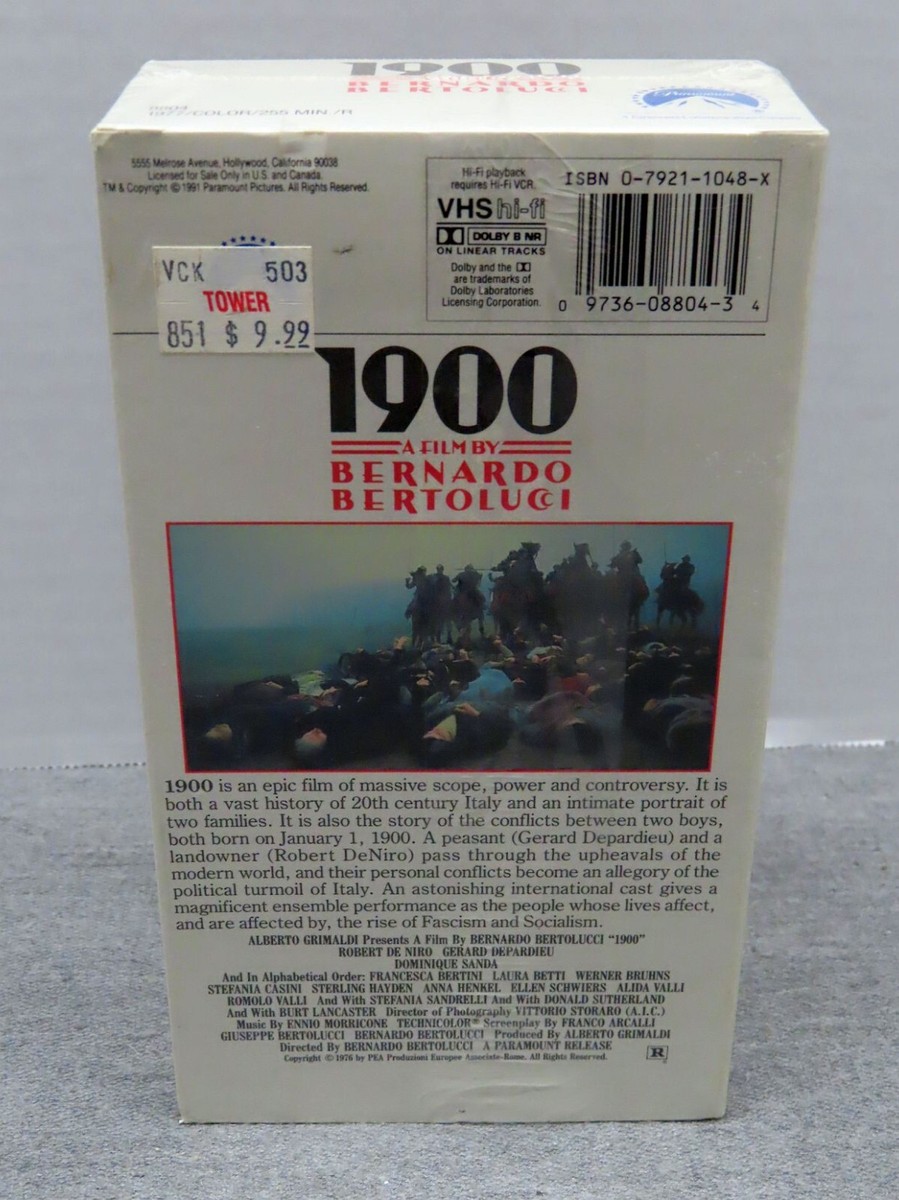 1900
BERNARDO
BERTOLUCCI
Paramount
1977/COLOR/255 MIN./R
5555 Melrose Avenue, Hollywood, California 90038
Licensed for Sale Only in U.S. and Canada.
TM & Copyright © 1991 Paramount Pictures. All Rights Reserved.
Hi-Fi playback
requires Hi-Fi VCR.
VHS hi-fi
DOLBY B NR
ON LINEAR TRACKS
Dolby and the
are trademarks of
Dolby Laboratories
Licensing Corporation.
ISBN 0-7921-1048-X
0 9736-08804-3 4
VCK 503
TOWER
851 $ 9.99
1900
A FILM BY
BERNARDO
BERTOLUCCI
1900 is an epic film of massive scope, power and controversy. It is
both a vast history of 20th century Italy and an intimate portrait of
two families. It is also the story of the conflicts between two boys,
both born on January 1, 1900. A peasant (Gerard Depardieu) and a
landowner (Robert DeNiro) pass through the upheavals of the
modern world, and their personal conflicts become an allegory of the
political turmoil of Italy. An astonishing international cast gives a
magnificent ensemble performance as the people whose lives affect,
and are affected by, the rise of Fascism and Socialism.
ALBERTO GRIMALDI Presents A Film By BERNARDO BERTOLUCCI "1900"
ROBERT DE NIRO GERARD DEPARDIEU
DOMINIQUE SANDA
And In Alphabetical Order: FRANCESCA BERTINI LAURA BETTI WERNER BRUHNS
STEFANIA CASINI STERLING HAYDEN ANNA HENKEL ELLEN SCHWIERS ALIDA VALLI
ROMOLO VALLI And With STEFANIA SANDRELLI And With DONALD SUTHERLAND
And With BURT LANCASTER Director of Photography VITTORIO STORARO (A.I.C.)
Music By ENNIO MORRICONE TECHNICOLOR® Screenplay By FRANCO ARCALLI
GIUSEPPE BERTOLUCCI BERNARDO BERTOLUCCI Produced By ALBERTO GRIMALDI
Directed By BERNARDO BERTOLUCCI A PARAMOUNT RELEASE
Copyright © 1976 by PEA Produzioni Europee Associate-Rome. All Rights Reserved.
R